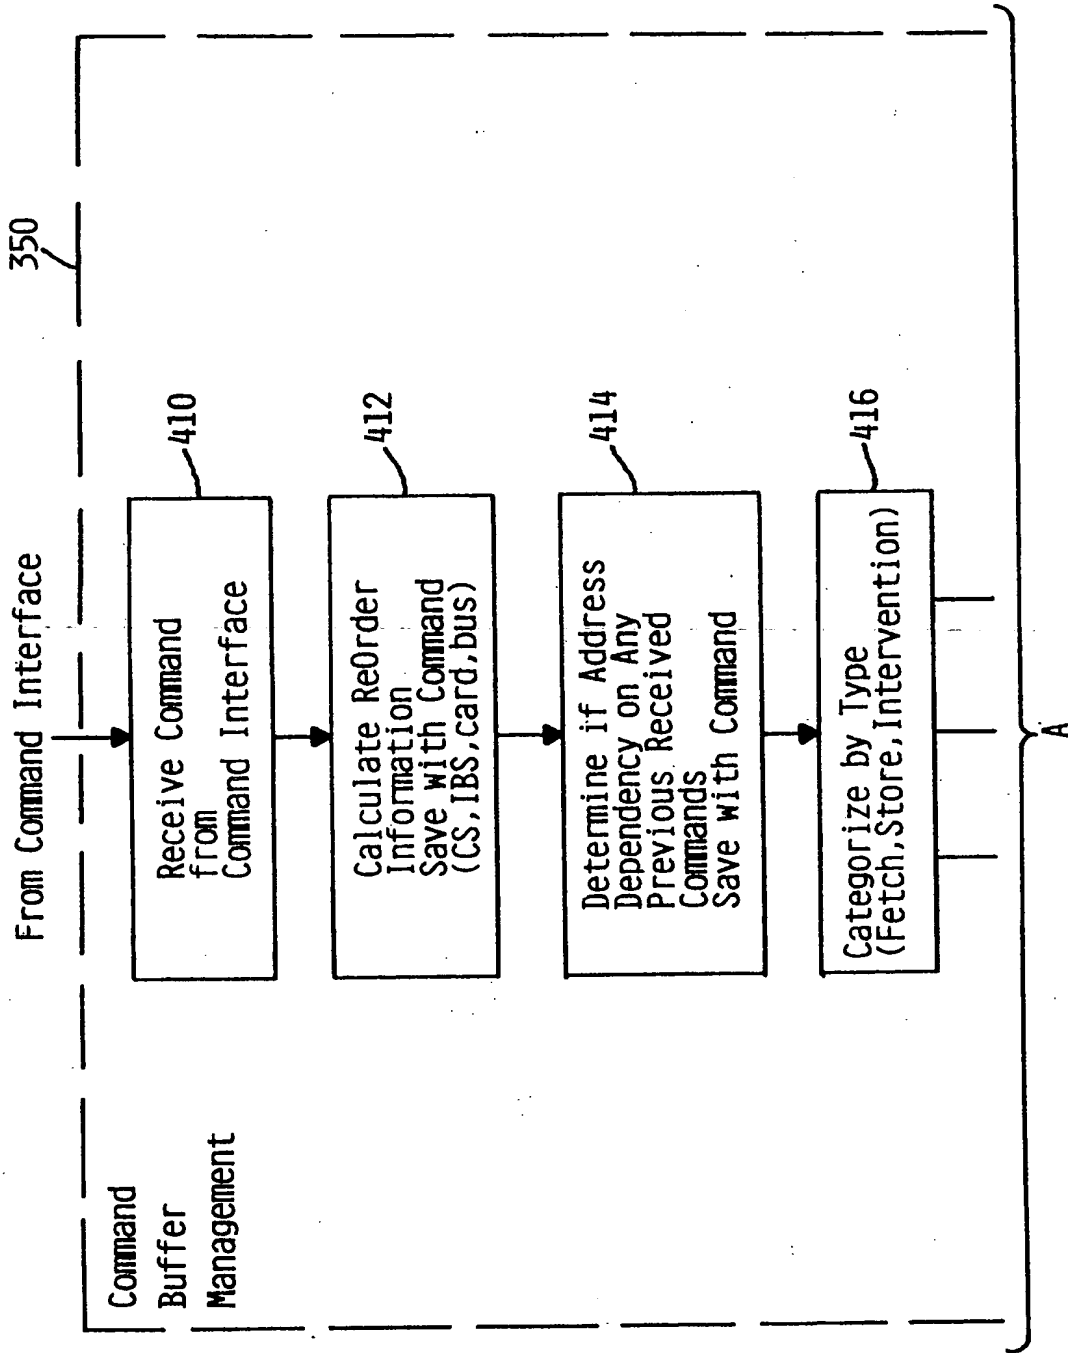 From Command Interface
350
Command
Buffer
Management
Receive Command
from
Command Interface
410
Calculate ReOrder
Information
Save with Command
(CS,IBS,card,bus)
412
Determine if Address
Dependency on Any
Previous Received
Commands
Save with Command
414
Categorize by Type
(Fetch,Store,Intervention)
416
A